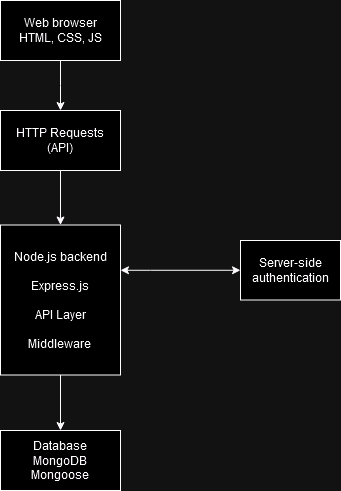 Web browser
HTML, CSS, JS
HTTP Requests
(API)
Node.js backend
Express.js
API Layer
Middleware
Server-side
authentication
Database
MongoDB
Mongoose